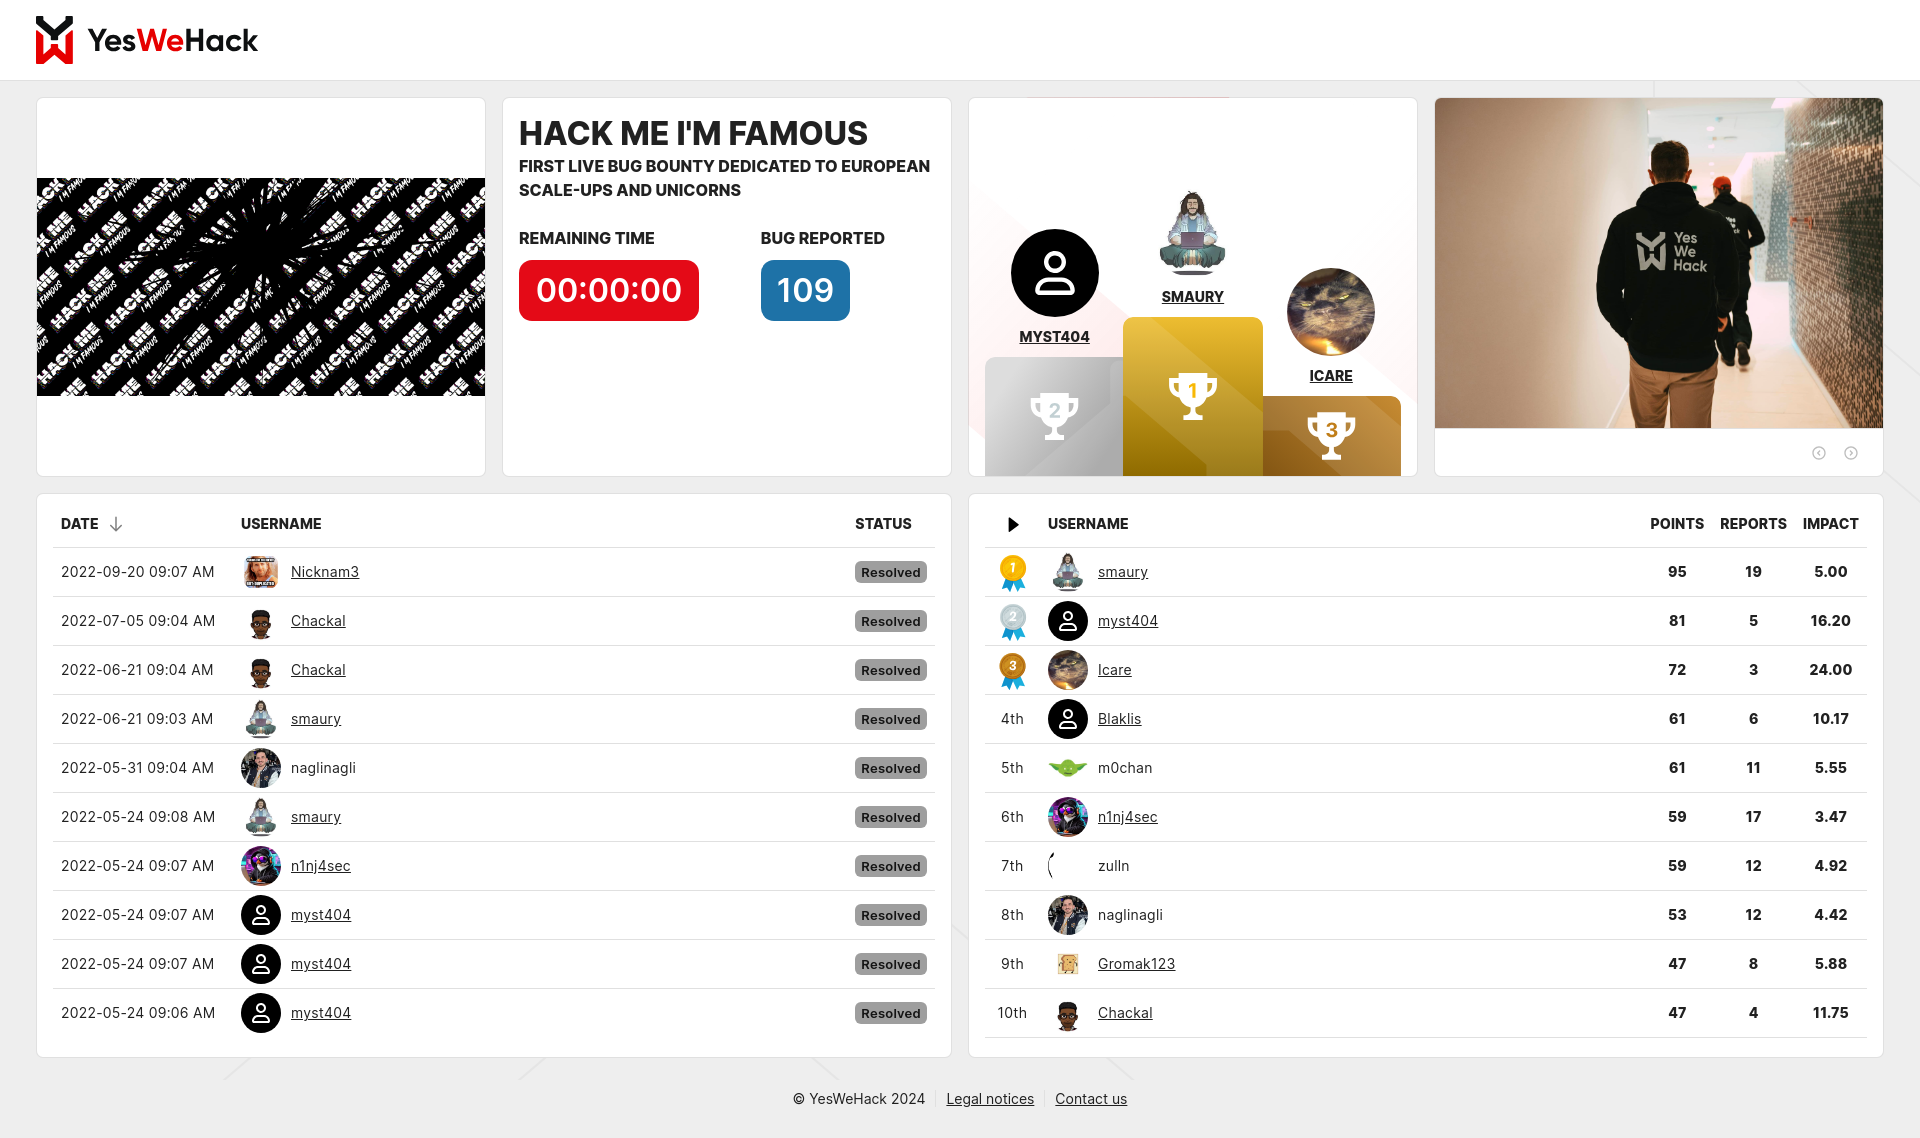 YesWeHack
HACK ME I'M FAMOUS
FIRST LIVE BUG BOUNTY DEDICATED TO EUROPEAN
SCALE-UPS AND UNICORNS
REMAINING TIME
BUG REPORTED
00:00:00
109
SMAURY
MYST404
ICARE
1
2
3
Yes
We
Hack
DATE USERNAME STATUS
2022-09-20 09:07 AM Nicknam3 Resolved
2022-07-05 09:04 AM Chackal Resolved
2022-06-21 09:04 AM Chackal Resolved
2022-06-21 09:03 AM smaury Resolved
2022-05-31 09:04 AM naglinagli Resolved
2022-05-24 09:08 AM smaury Resolved
2022-05-24 09:07 AM n1nj4sec Resolved
2022-05-24 09:07 AM myst404 Resolved
2022-05-24 09:07 AM myst404 Resolved
2022-05-24 09:06 AM myst404 Resolved
USERNAME POINTS REPORTS IMPACT
1 smaury 95 19 5.00
2 myst404 81 5 16.20
3 Icare 72 3 24.00
4th Blaklis 61 6 10.17
5th m0chan 61 11 5.55
6th n1nj4sec 59 17 3.47
7th zulln 59 12 4.92
8th naglinagli 53 12 4.42
9th Gromak123 47 8 5.88
10th Chackal 47 4 11.75
© YesWeHack 2024 Legal notices Contact us